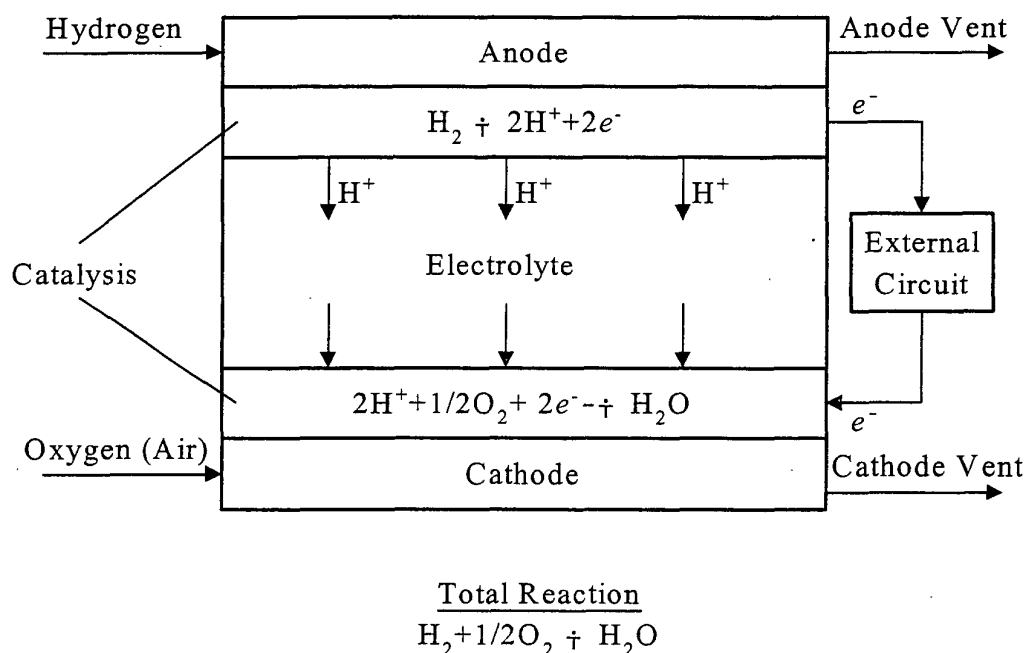 Hydrogen
Anode Vent
Anode
H₂ † 2H⁺+2e⁻
e⁻
H⁺ H⁺ H⁺
External
Circuit
Catalysis
Electrolyte
2H⁺+1/2O₂+ 2e⁻-† H₂O
e⁻
Oxygen (Air)
Cathode Vent
Cathode
Total Reaction
H₂+1/2O₂ † H₂O